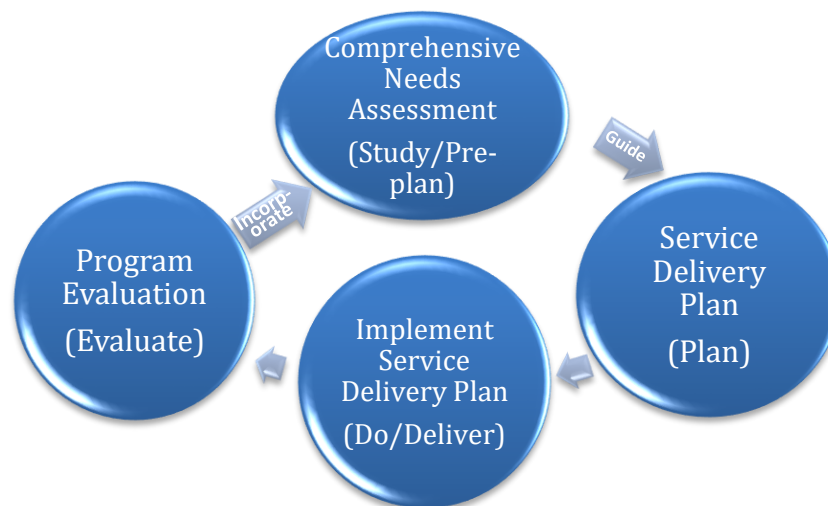 Comprehensive
Needs
Assessment
(Study/Pre-
plan)
Guide
Service
Delivery
Plan
(Plan)
Implement
Service
Delivery Plan
(Do/Deliver)
Program
Evaluation
(Evaluate)
Incorp-
orate